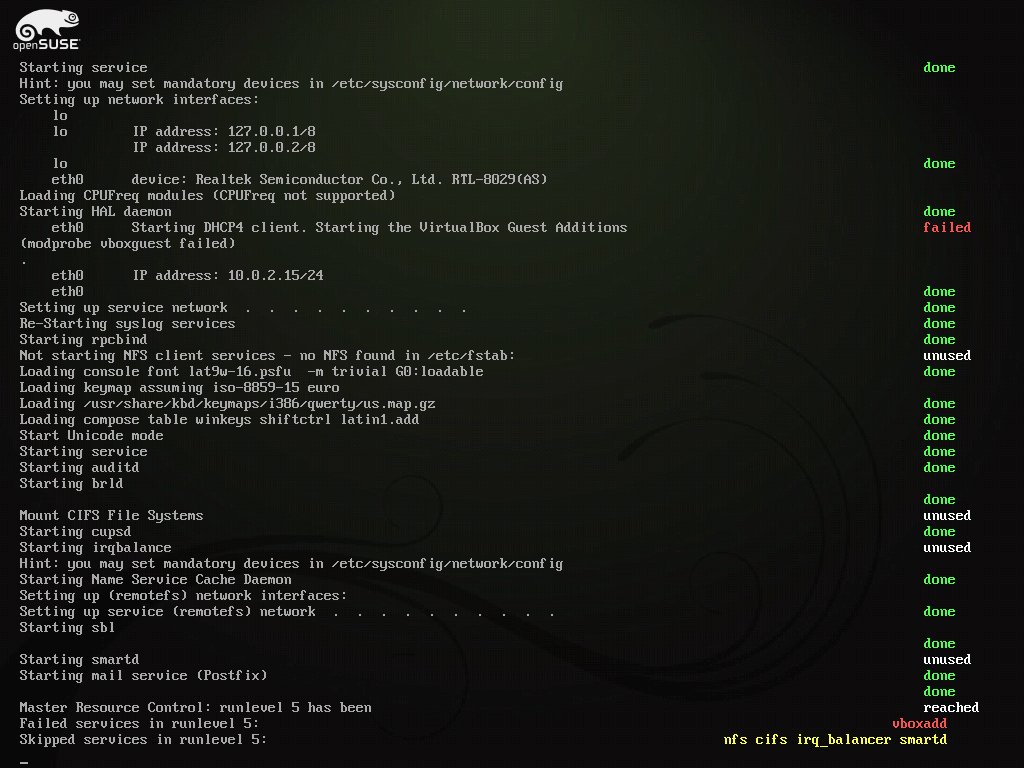 openSUSE
Starting service done
Hint: you may set mandatory devices in /etc/sysconfig/network/config
Setting up network interfaces:
lo
lo IP address: 127.0.0.1/8
IP address: 127.0.0.2/8
lo done
eth0 device: Realtek Semiconductor Co., Ltd. RTL-8029(AS)
Loading CPUFreq modules (CPUFreq not supported)
Starting HAL daemon done
eth0 Starting DHCP4 client. Starting the VirtualBox Guest Additions failed
(modprobe vboxguest failed)
.
eth0 IP address: 10.0.2.15/24
eth0 done
Setting up service network . . . . . . . . . . done
Re-Starting syslog services done
Starting rpcbind done
Not starting NFS client services - no NFS found in /etc/fstab: unused
Loading console font lat9w-16.psfu -m trivial G0:loadable done
Loading keymap assuming iso-8859-15 euro
Loading /usr/share/kbd/keymaps/i386/qwerty/us.map.gz done
Loading compose table winkeys shiftctrl latin1.add done
Start Unicode mode done
Starting service done
Starting auditd done
Starting brld
done
Mount CIFS File Systems unused
Starting cupsd done
Starting irqbalance unused
Hint: you may set mandatory devices in /etc/sysconfig/network/config
Starting Name Service Cache Daemon done
Setting up (remotefs) network interfaces:
Setting up service (remotefs) network . . . . . . . . . . done
Starting sbl
done
Starting smartd unused
Starting mail service (Postfix) done
done
Master Resource Control: runlevel 5 has been reached
Failed services in runlevel 5: vboxadd
Skipped services in runlevel 5: nfs cifs irq_balancer smartd
_